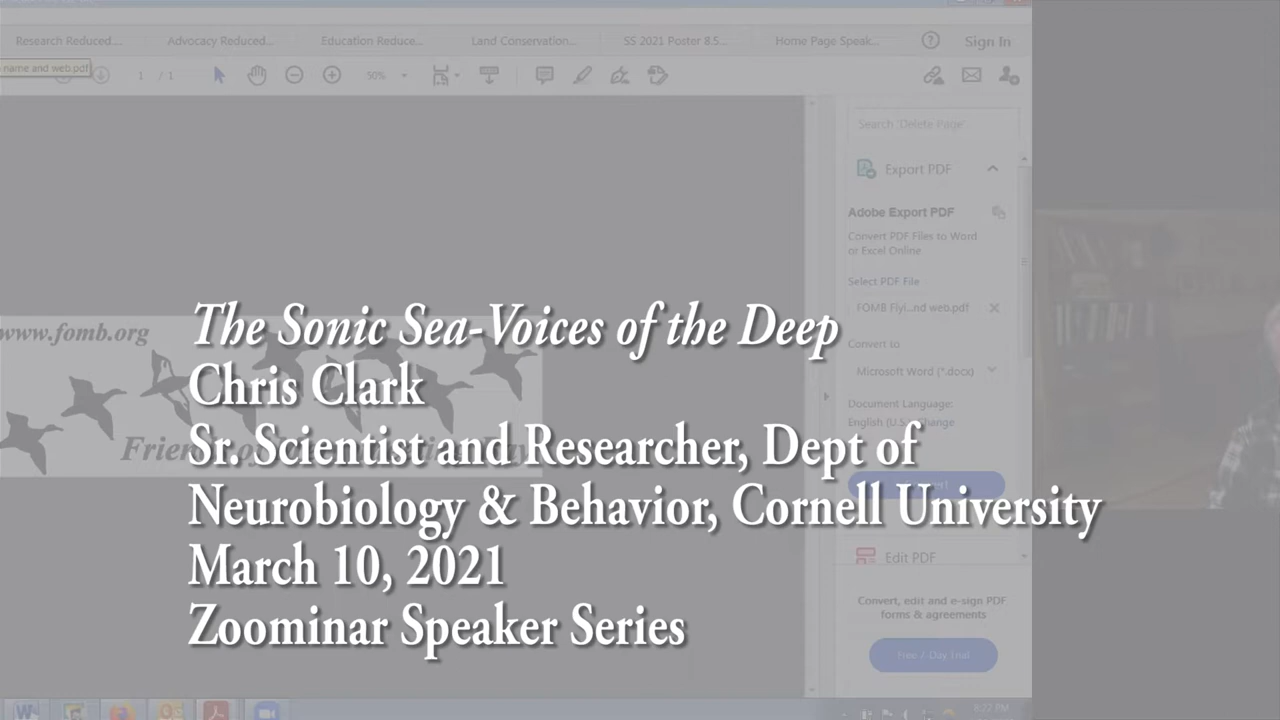 Research Reduced...
Advocacy Reduced...
Education Reduce...
Land Conservation...
SS 2021 Poster 8.5...
Home Page Speak...
Sign In
name and web.pdf
1 / 1
50%
Search 'Delete Page'
Export PDF
Adobe Export PDF
Convert PDF Files to Word
or Excel Online
Select PDF File
FOMB Flyi...nd web.pdf
Convert to
Microsoft Word (*.docx)
Document Language:
English (U.S.) Change
Edit PDF
Convert, edit and e-sign PDF
forms & agreements
Free 7-Day Trial
www.fomb.org
The Sonic Sea-Voices of the Deep
Chris Clark
Sr. Scientist and Researcher, Dept of
Neurobiology & Behavior, Cornell University
March 10, 2021
Zoominar Speaker Series
8:22 PM